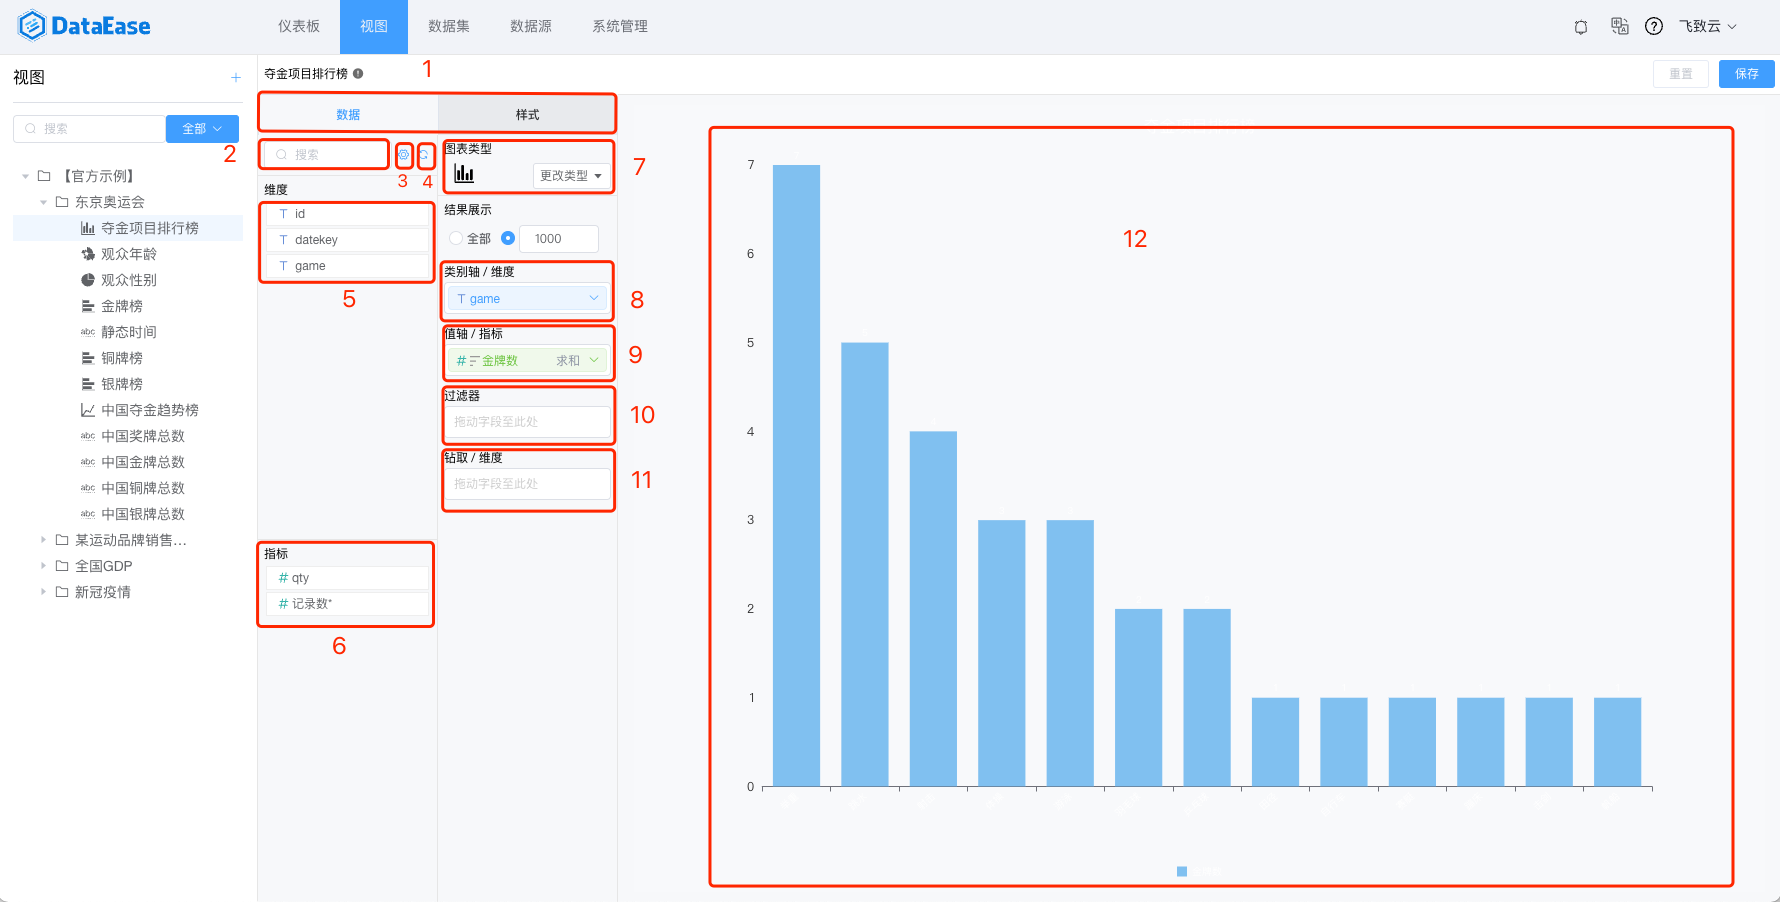 DataEase
仪表板
视图
数据集
数据源
系统管理
飞致云
视图
+
夺金项目排行榜
1
重置
保存
搜索
全部
数据
样式
2
搜索
3
4
图表类型
更改类型
7
维度
id
datekey
game
5
结果展示
全部
1000
类别轴 / 维度
T game
8
值轴 / 指标
# 金牌数 求和
9
过滤器
拖动字段至此处
10
钻取 / 维度
拖动字段至此处
11
指标
# qty
# 记录数*
6
【官方示例】
东京奥运会
夺金项目排行榜
观众年龄
观众性别
金牌榜
abc 静态时间
铜牌榜
银牌榜
中国夺金趋势榜
abc 中国奖牌总数
abc 中国金牌总数
abc 中国铜牌总数
abc 中国银牌总数
某运动品牌销售...
全国GDP
新冠疫情
12
7
6
5
4
3
2
1
0